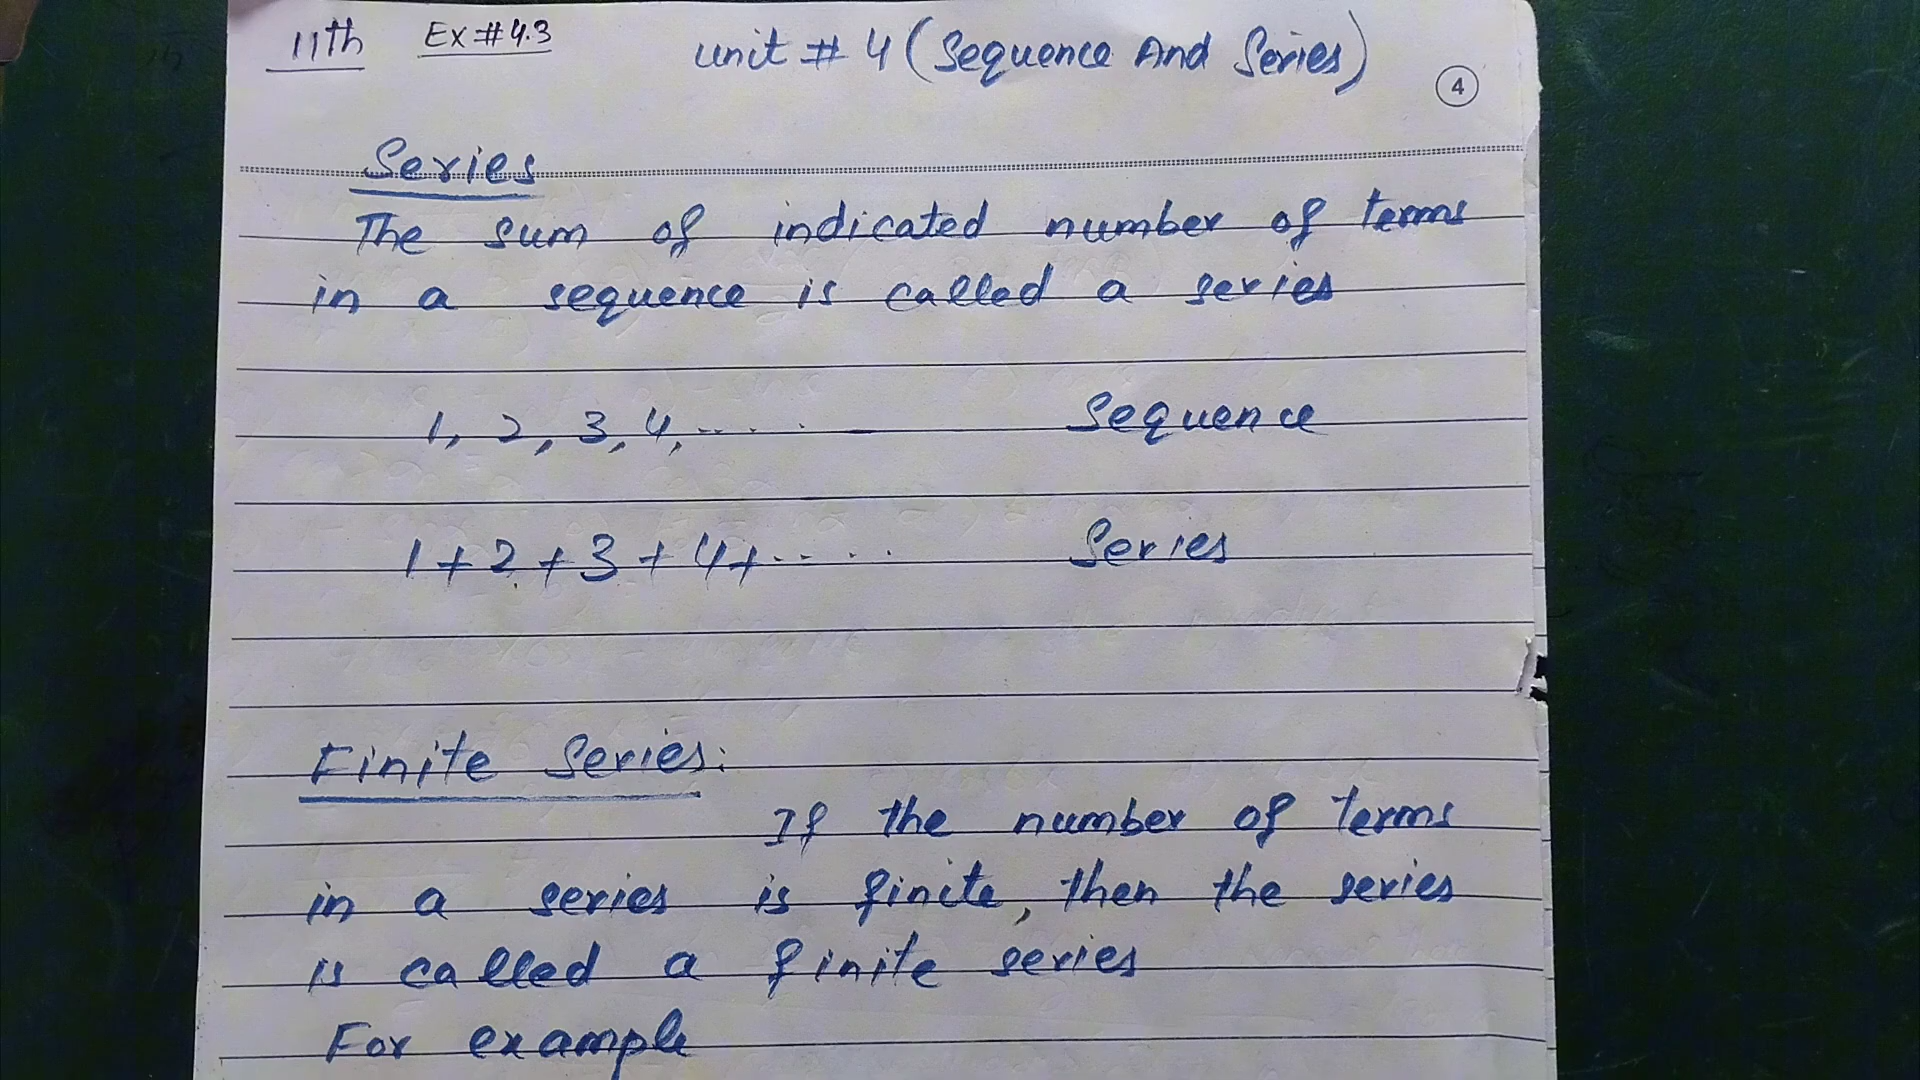 11th Ex#4.3 unit # 4 (Sequence And Series)
4
Series
The sum of indicated number of terms
in a sequence is called a series
1, 2, 3, 4, ..... Sequence
1+2+3+4+..... Series
Finite Series:
If the number of terms
in a series is finite, then the series
is called a finite series
For example